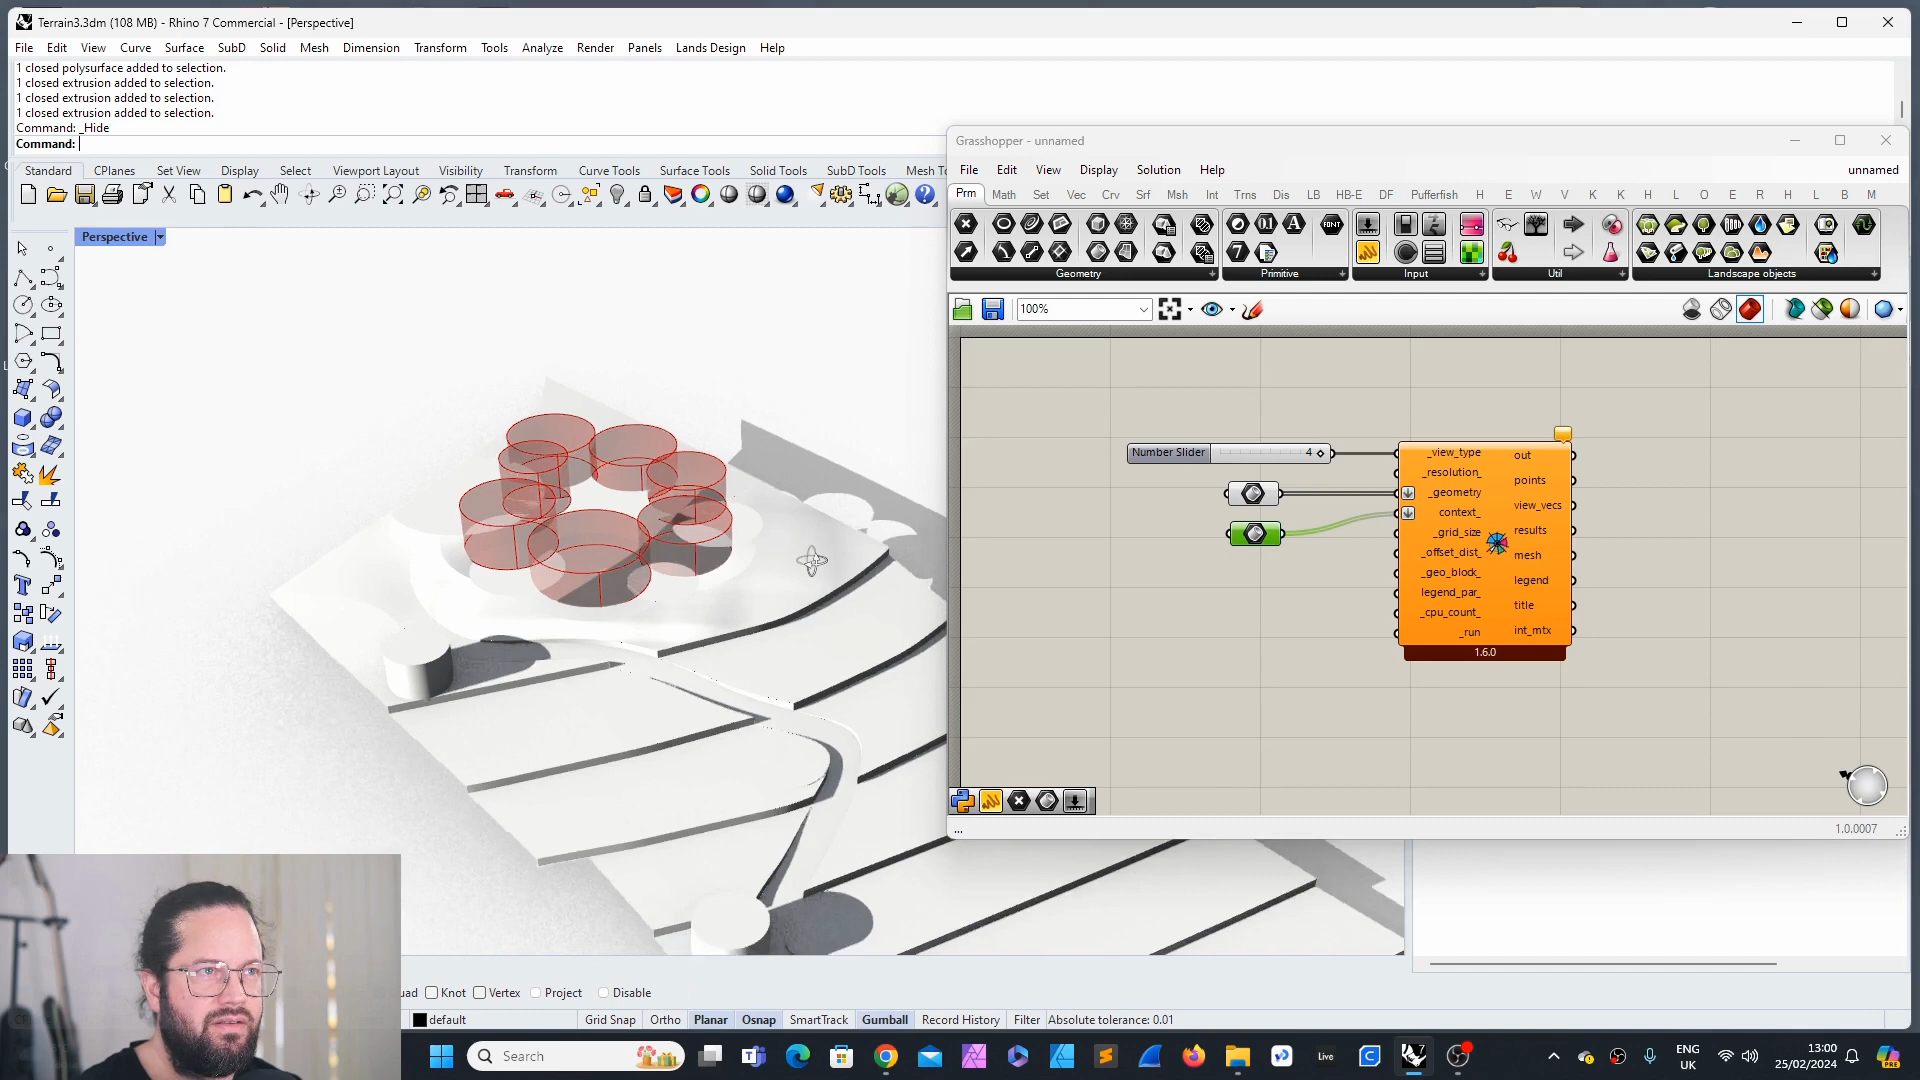 Terrain3.3dm (108 MB) - Rhino 7 Commercial - [Perspective]
File Edit View Curve Surface SubD Solid Mesh Dimension Transform Tools Analyze Render Panels Lands Design Help
1 closed polysurface added to selection.
1 closed extrusion added to selection.
1 closed extrusion added to selection.
1 closed extrusion added to selection.
Command: _Hide
Command:
Standard CPlanes Set View Display Select Viewport Layout Visibility Transform Curve Tools Surface Tools Solid Tools SubD Tools Mesh To
Perspective
Grasshopper - unnamed
File Edit View Display Solution Help unnamed
Prm Math Set Vec Crv Srf Msh Int Trns Dis LB HB-E DF Pufferfish H E W V K K H L O E R H L B M
Geometry Primitive Input Util Landscape objects
100%
Number Slider 4
_view_type
_resolution_
_geometry
context_
_grid_size
_offset_dist_
_geo_block_
legend_par_
_cpu_count_
_run
out
points
view_vecs
results
mesh
legend
title
int_mtx
1.6.0
... 1.0.0007
uad Knot Vertex Project Disable
default Grid Snap Ortho Planar Osnap SmartTrack Gumball Record History Filter Absolute tolerance: 0.01
Search
Live
ENG
UK
13:00
25/02/2024